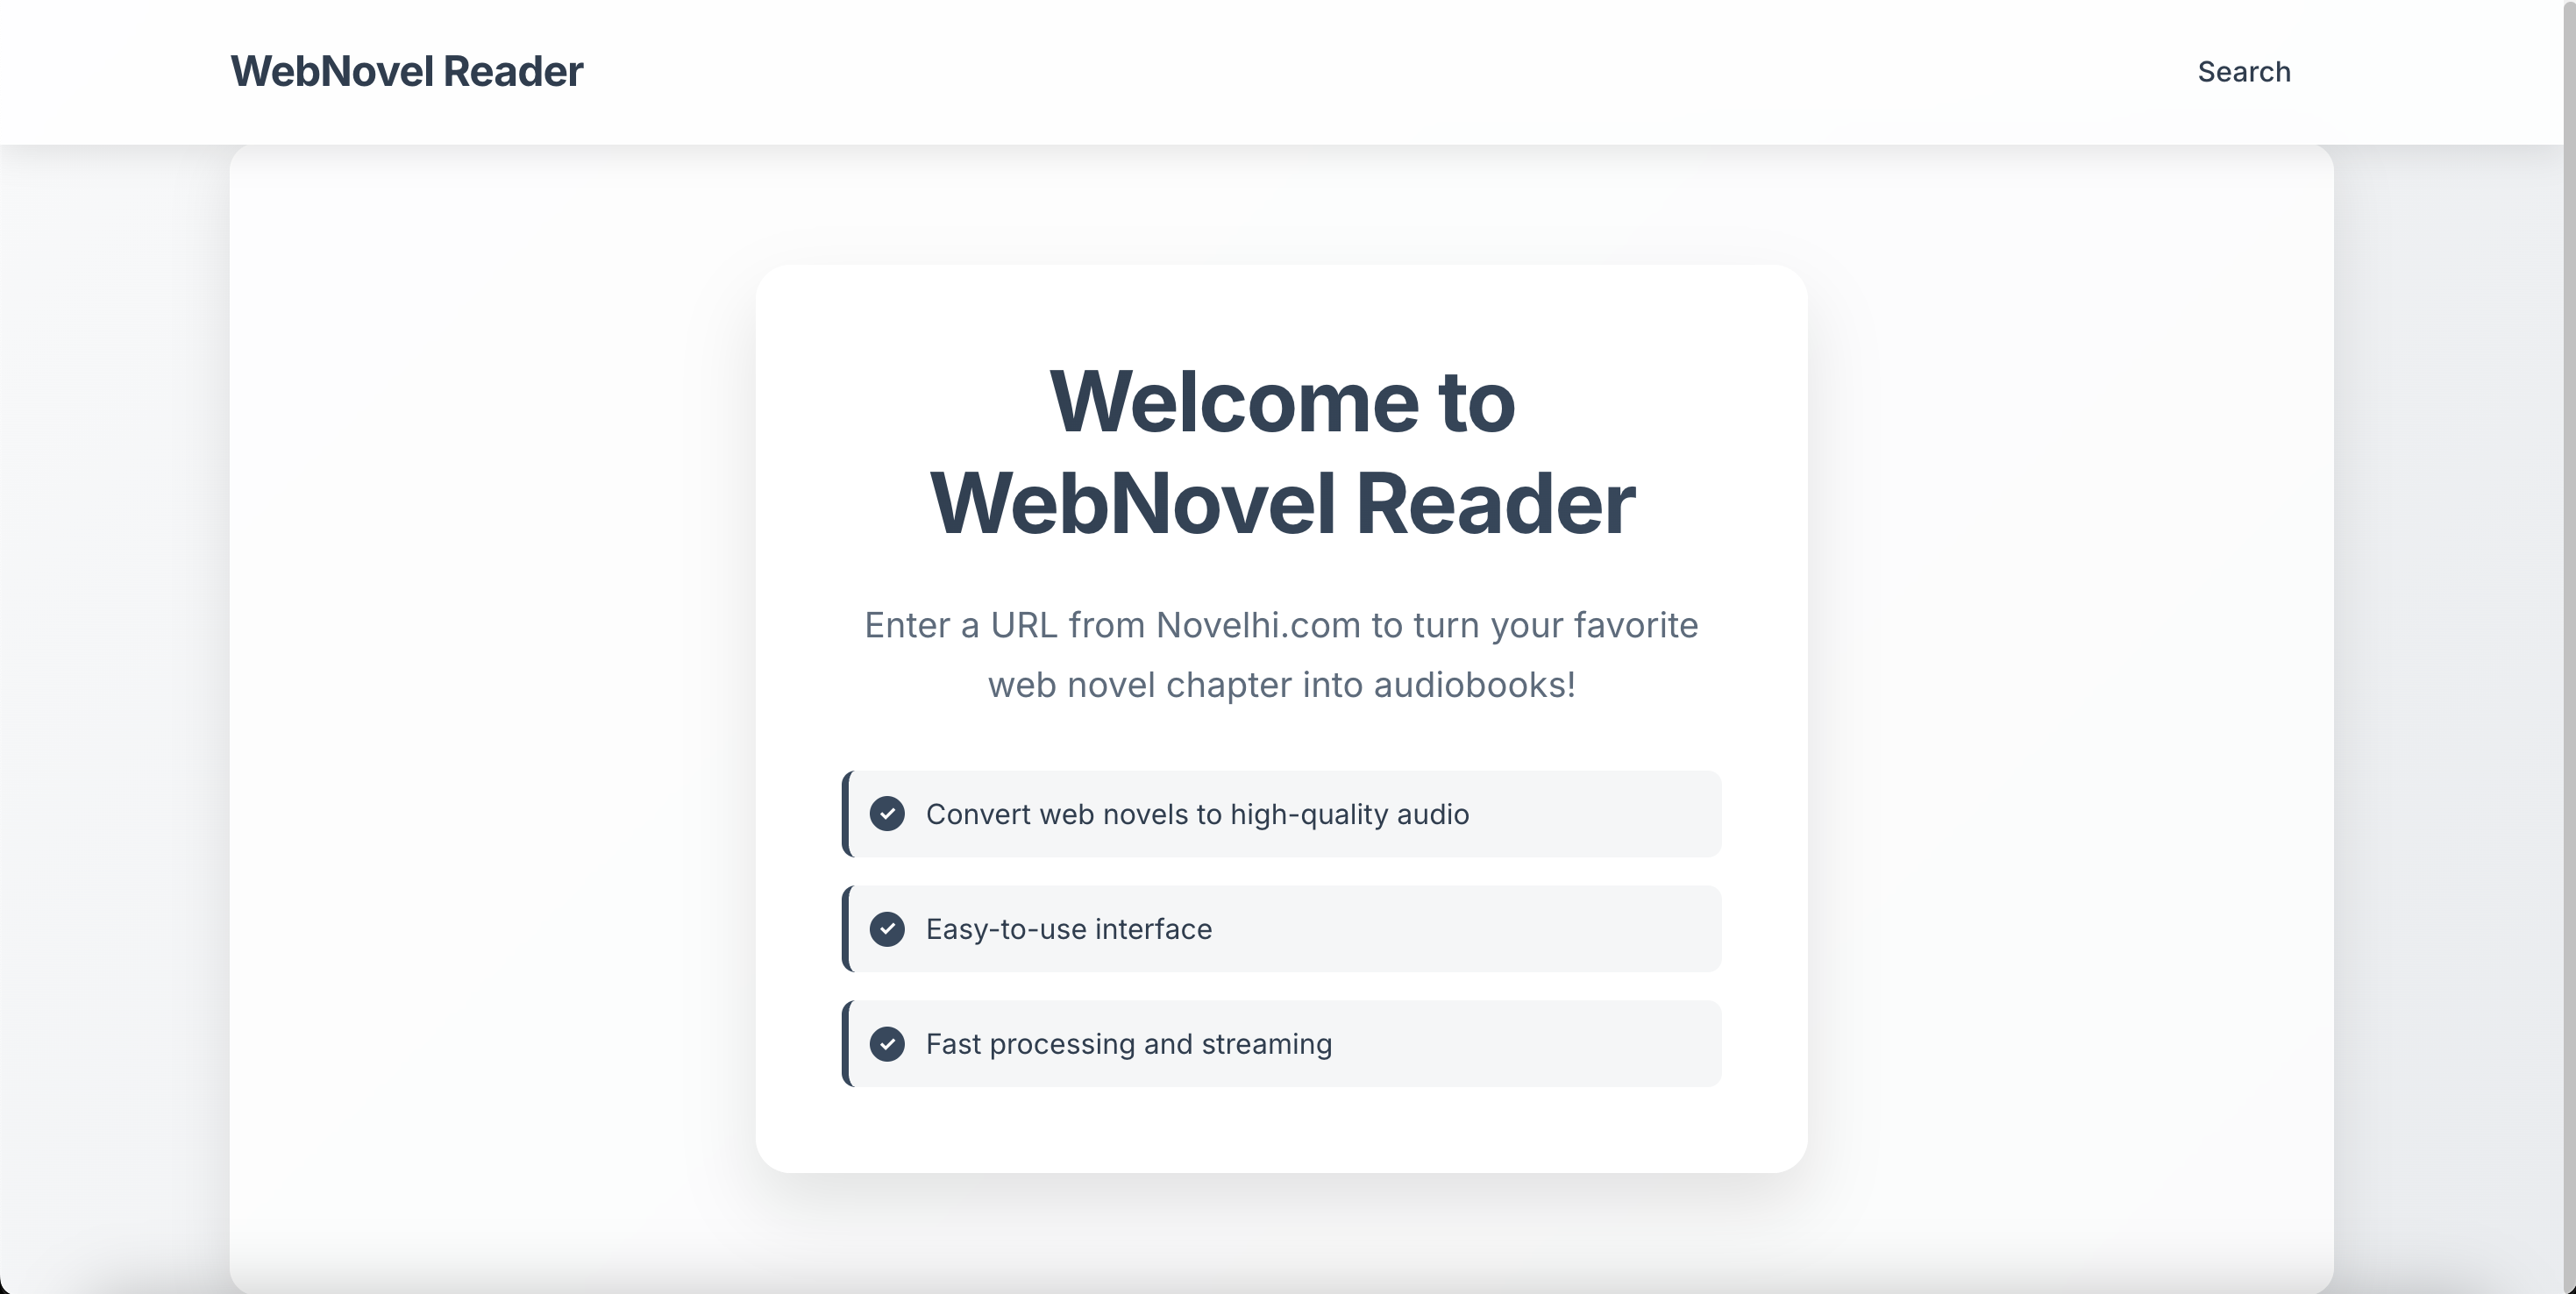 WebNovel Reader
Search
Welcome to
WebNovel Reader
Enter a URL from Novelhi.com to turn your favorite
web novel chapter into audiobooks!
Convert web novels to high-quality audio
Easy-to-use interface
Fast processing and streaming